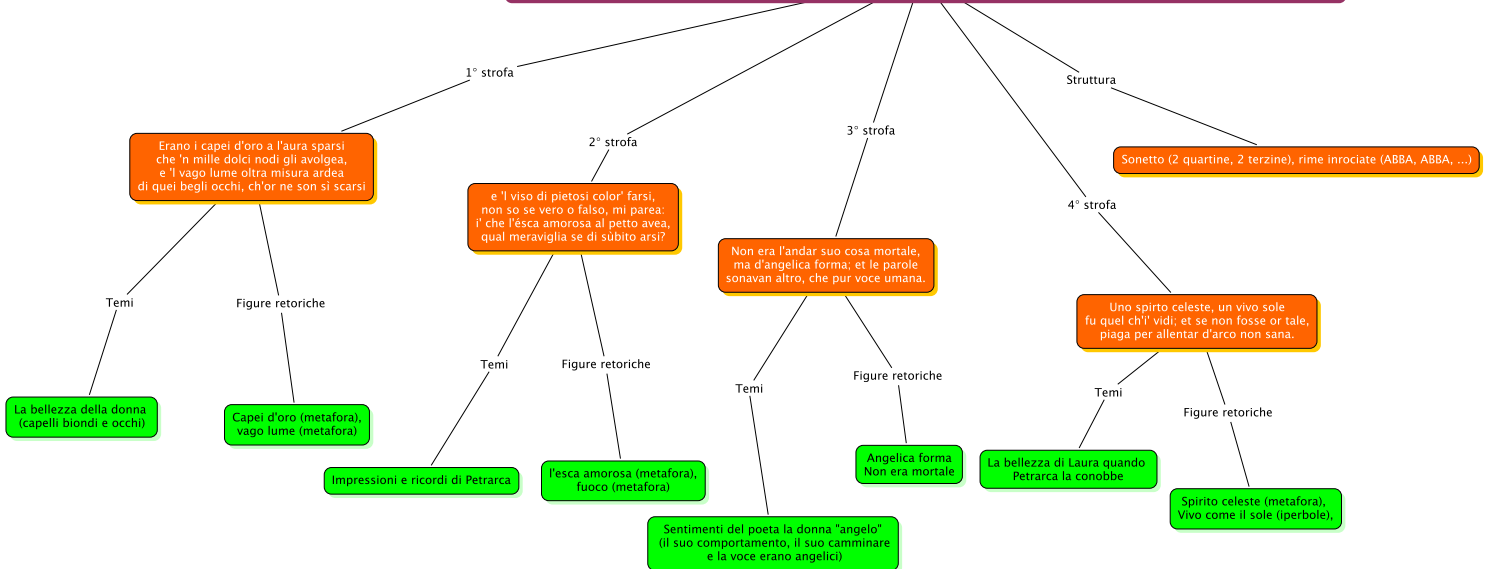 1° strofa
Erano i capei d'oro a l'aura sparsi
che 'n mille dolci nodi gli avolgea,
e 'l vago lume oltra misura ardea
di quei begli occhi, ch'or ne son sì scarsi
Temi
La bellezza della donna
(capelli biondi e occhi)
Figure retoriche
Capei d'oro (metafora),
vago lume (metafora)
2° strofa
e 'l viso di pietosi color' farsi,
non so se vero o falso, mi parea:
i' che l'ésca amorosa al petto avea,
qual meraviglia se di sùbito arsi?
Temi
Impressioni e ricordi di Petrarca
Figure retoriche
l'esca amorosa (metafora),
fuoco (metafora)
3° strofa
Non era l'andar suo cosa mortale,
ma d'angelica forma; et le parole
sonavan altro, che pur voce umana.
Temi
Sentimenti del poeta la donna "angelo"
(il suo comportamento, il suo camminare
e la voce erano angelici)
Figure retoriche
Angelica forma
Non era mortale
4° strofa
Uno spirto celeste, un vivo sole
fu quel ch'i' vidi; et se non fosse or tale,
piaga per allentar d'arco non sana.
Temi
La bellezza di Laura quando
Petrarca la conobbe
Figure retoriche
Spirito celeste (metafora),
Vivo come il sole (iperbole),
Struttura
Sonetto (2 quartine, 2 terzine), rime inrociate (ABBA, ABBA, ...)